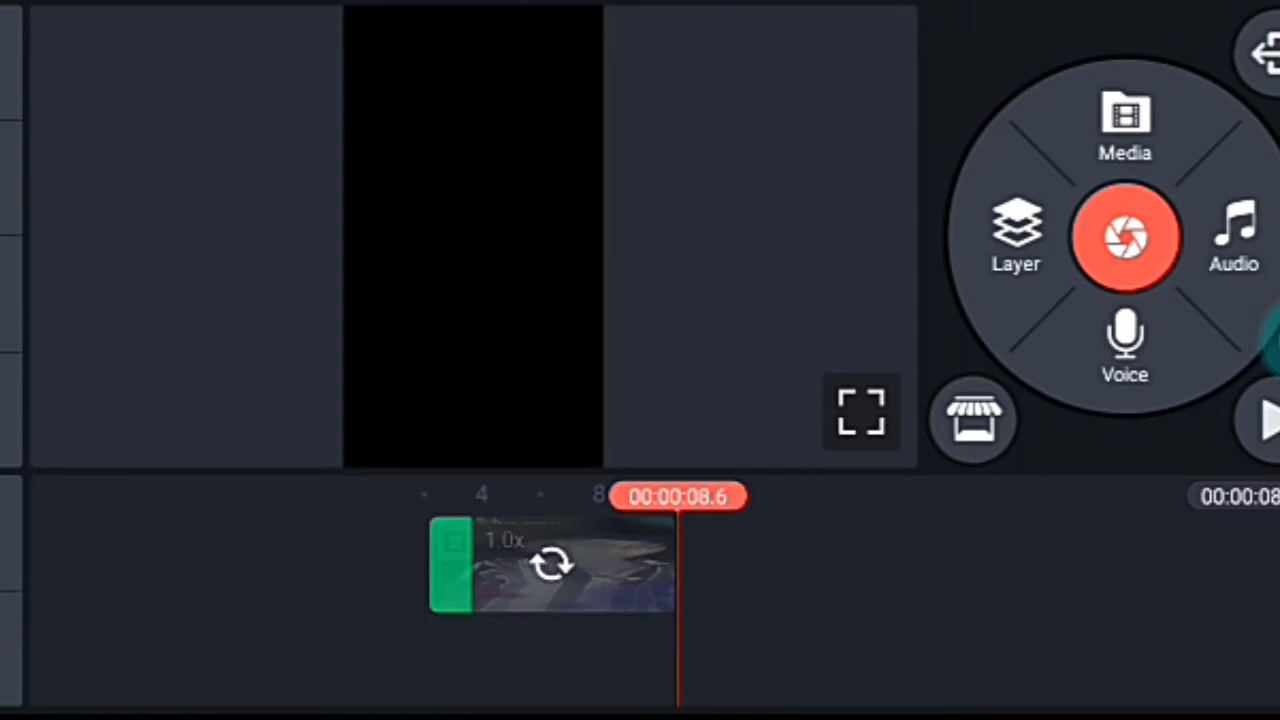 Media
Layer
Audio
Voice
4
8
00:00:08.6
00:00:08
1.0x